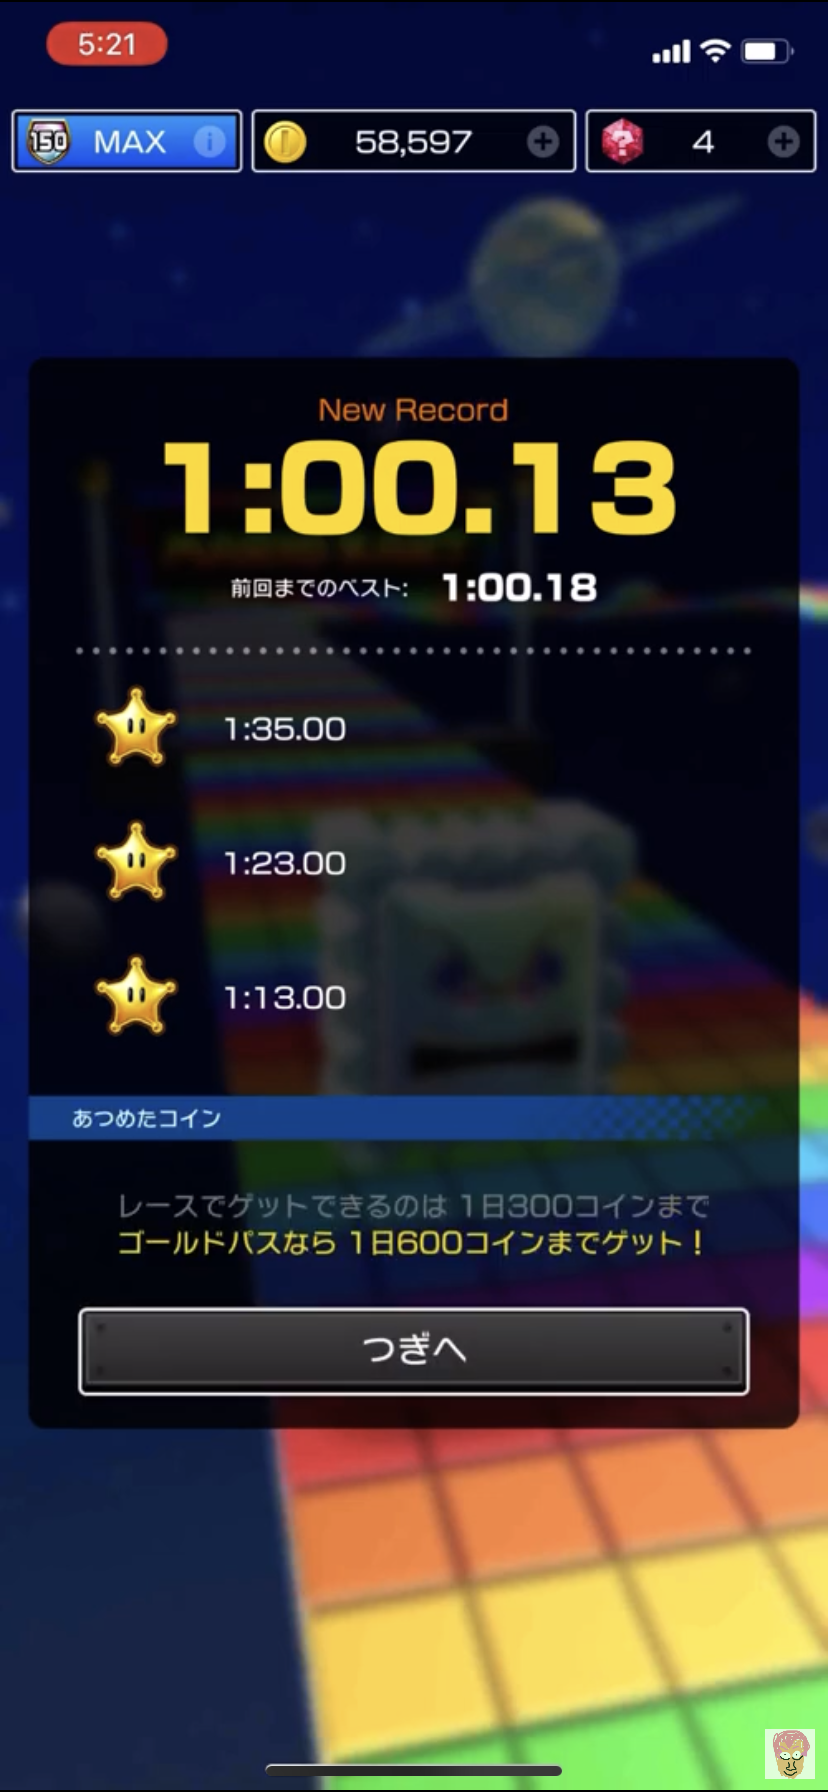 5:21
150 MAX i 58,597 + ? 4 +
New Record
1:00.13
前回までのベスト: 1:00.18
1:35.00
1:23.00
1:13.00
あつめたコイン
レースでゲットできるのは 1日300コインまで
ゴールドパスなら 1日600コインまでゲット!
つぎへ